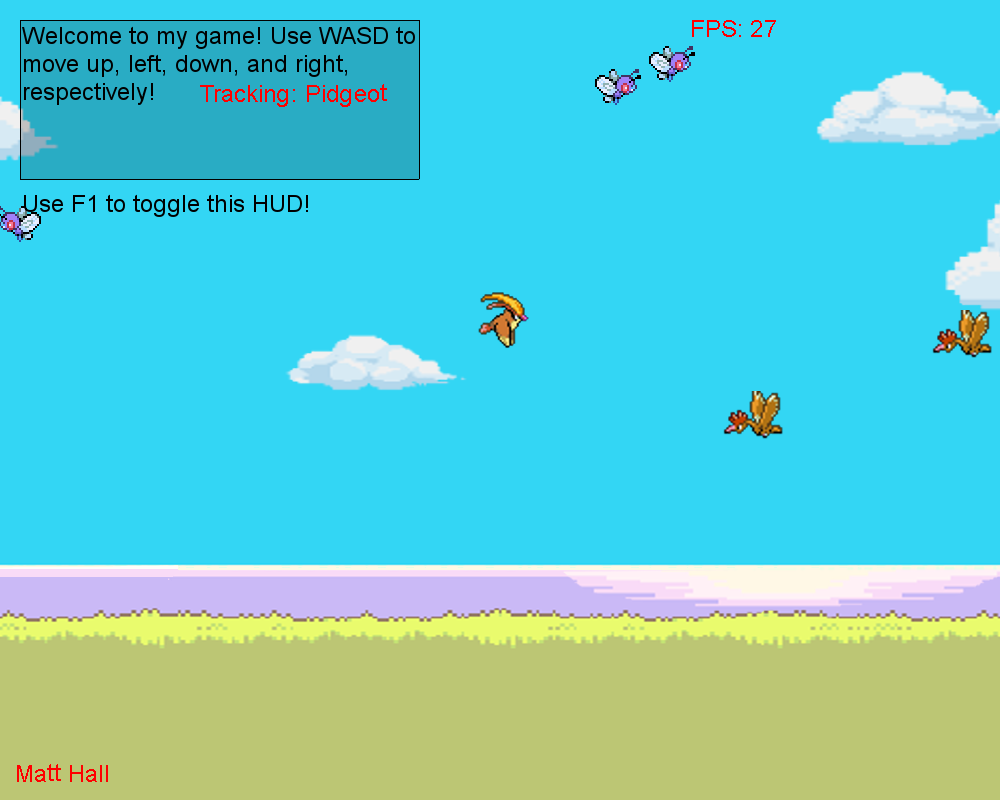 FPS: 27
Welcome to my game! Use WASD to
move up, left, down, and right,
respectively!
Tracking: Pidgeot
Use F1 to toggle this HUD!
Matt Hall